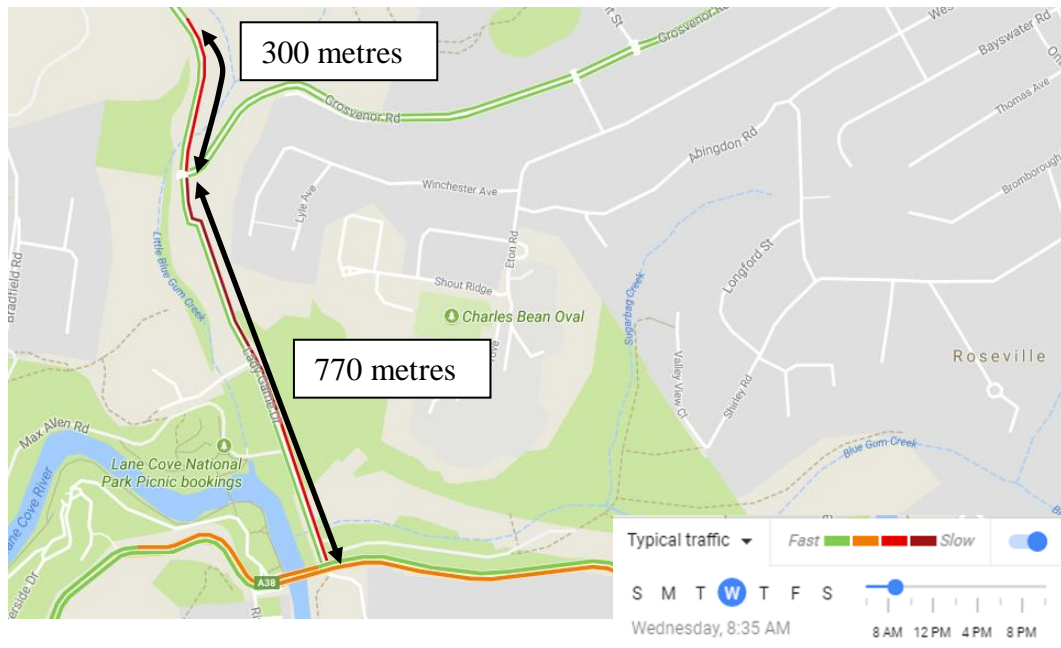 300 metres
Grosvenor Rd
Bayswater Rd
Thomas Ave
Grosvenor Rd
Abingdon Rd
Winchester Ave
Lyle Ave
Bradfield Rd
Little Blue Gum Creek
Eton Rd
Longford St
Shout Ridge
Sugarbag Creek
Charles Bean Oval
770 metres
Lady Game Dr
Roseville
Valley View Cl
Shirley Rd
Max Allen Rd
Blue Gum Creek
Lane Cove National
Park Picnic bookings
Lane Cove River
A38
Typical traffic
Fast
Slow
S M T W T F S
Wednesday, 8:35 AM
8 AM 12 PM 4 PM 8 PM